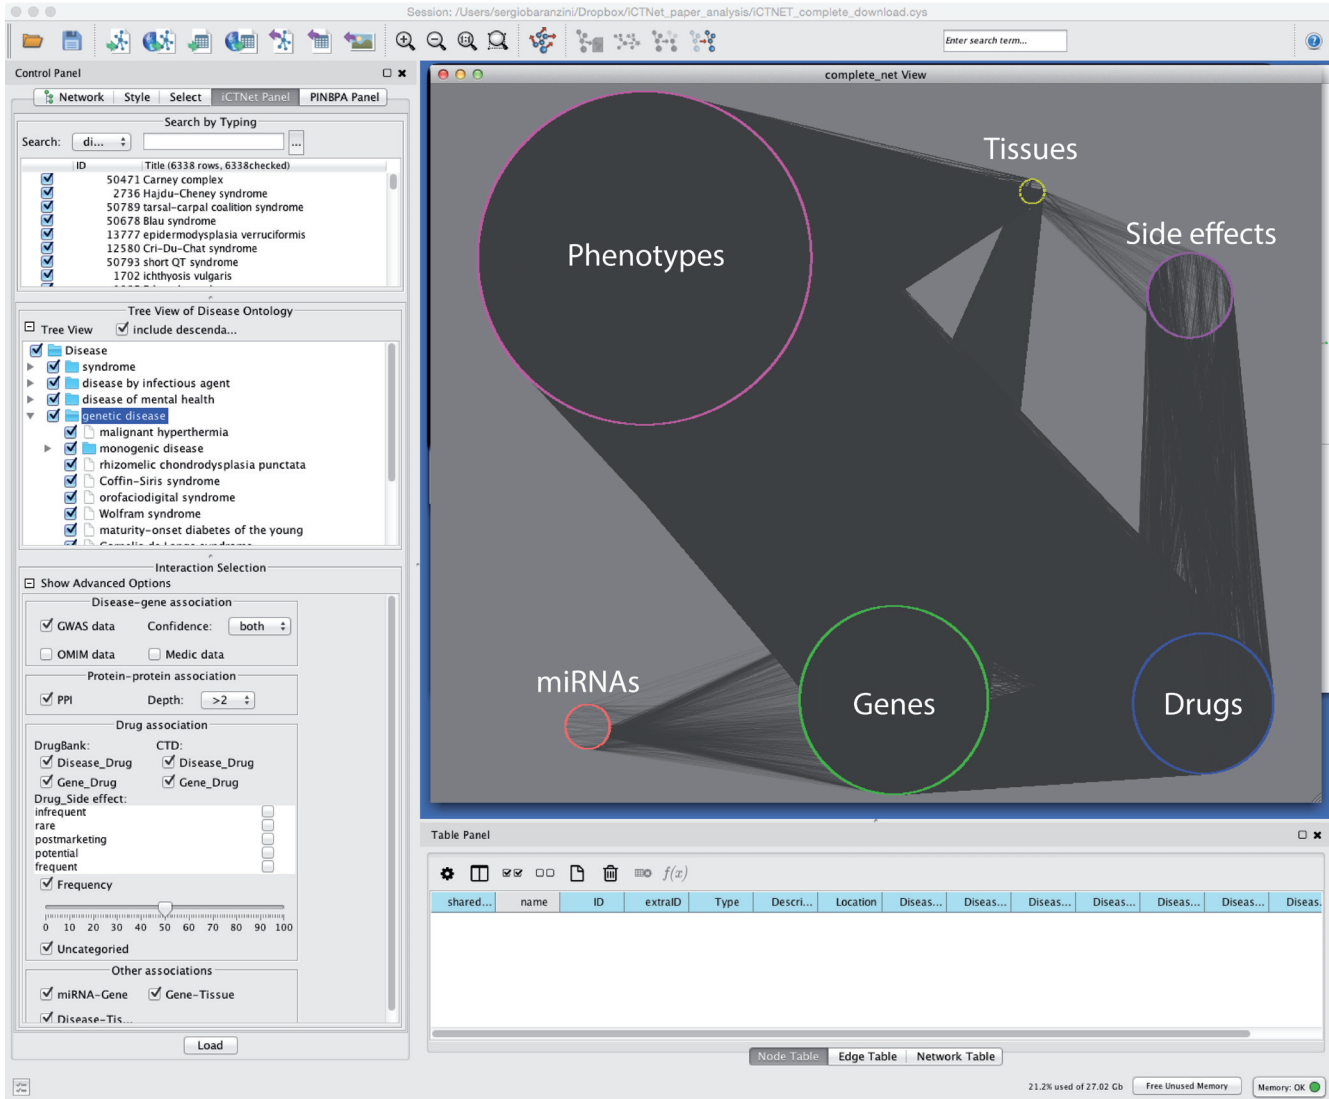 Session: /Users/sergiobaranzini/Dropbox/iCTNet_paper_analysis/iCTNET_complete_download.cys
Enter search term...
Control Panel
Network Style Select iCTNet Panel PINBPA Panel
Search by Typing
Search: di... ...
ID Title (6338 rows, 6338checked)
50471 Carney complex
2736 Hajdu-Cheney syndrome
50789 tarsal-carpal coalition syndrome
50678 Blau syndrome
13777 epidermodysplasia verruciformis
12580 Cri-Du-Chat syndrome
50793 short QT syndrome
1702 ichthyosis vulgaris
Tree View of Disease Ontology
Tree View include descenda...
Disease
syndrome
disease by infectious agent
disease of mental health
genetic disease
malignant hyperthermia
monogenic disease
rhizomelic chondrodysplasia punctata
Coffin-Siris syndrome
orofaciodigital syndrome
Wolfram syndrome
maturity-onset diabetes of the young
Interaction Selection
Show Advanced Options
Disease-gene association
GWAS data Confidence: both
OMIM data Medic data
Protein-protein association
PPI Depth: >2
Drug association
DrugBank: CTD:
Disease_Drug Disease_Drug
Gene_Drug Gene_Drug
Drug_Side effect:
infrequent
rare
postmarketing
potential
frequent
Frequency
0 10 20 30 40 50 60 70 80 90 100
Uncategoried
Other associations
miRNA-Gene Gene-Tissue
Disease-Tis...
Load
complete_net View
Tissues
Side effects
Phenotypes
miRNAs
Genes
Drugs
Table Panel
f(x)
shared... name ID extraID Type Descri... Location Diseas... Diseas... Diseas... Diseas... Diseas... Diseas... Diseas.
Node Table Edge Table Network Table
21.2% used of 27.02 Gb Free Unused Memory Memory: OK